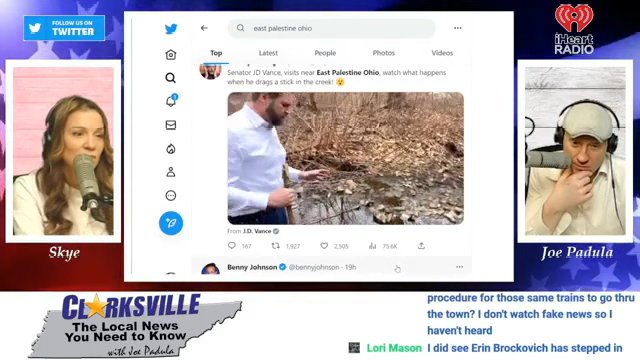 FOLLOW US ON
TWITTER
east palestine ohio
iHeart
RADIO
Top
Latest
People
Photos
Videos
Senator JD Vance, visits near East Palestine Ohio, watch what happens
when he drags a stick in the creek!
From J.D. Vance
167
1,927
2,505
75.6K
Benny Johnson @bennyjohnson · 19h
Skye
Joe Padula
CLARKSVILLE
The Local News
You Need to Know
with Joe Padula
procedure for those same trains to go thru
the town? I don't watch fake news so I
haven't heard
Lori Mason I did see Erin Brockovich has stepped in